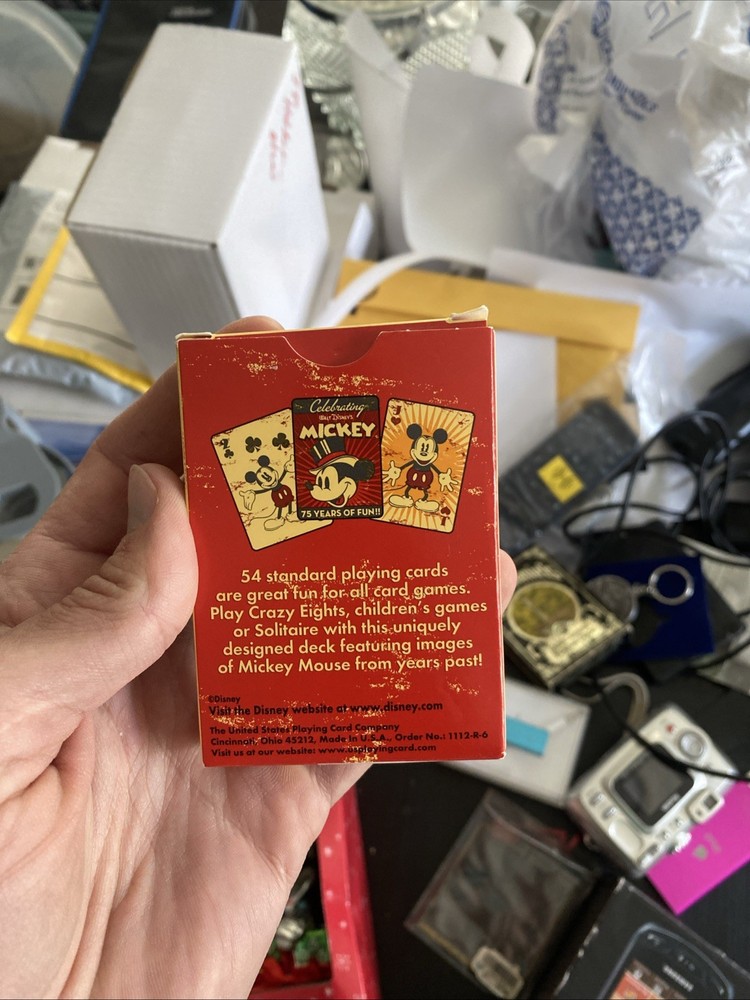 Celebrating
WALT DISNEY'S
MICKEY
75 YEARS OF FUN!!
54 standard playing cards
are great fun for all card games.
Play Crazy Eights, children's games
or Solitaire with this uniquely
designed deck featuring images
of Mickey Mouse from years past!
©Disney
Visit the Disney website at www.disney.com
The United States Playing Card Company
Cincinnati, Ohio 45212, Made in U.S.A., Order No.: 1112-R-6
Visit us at our website: www.usplayingcard.com